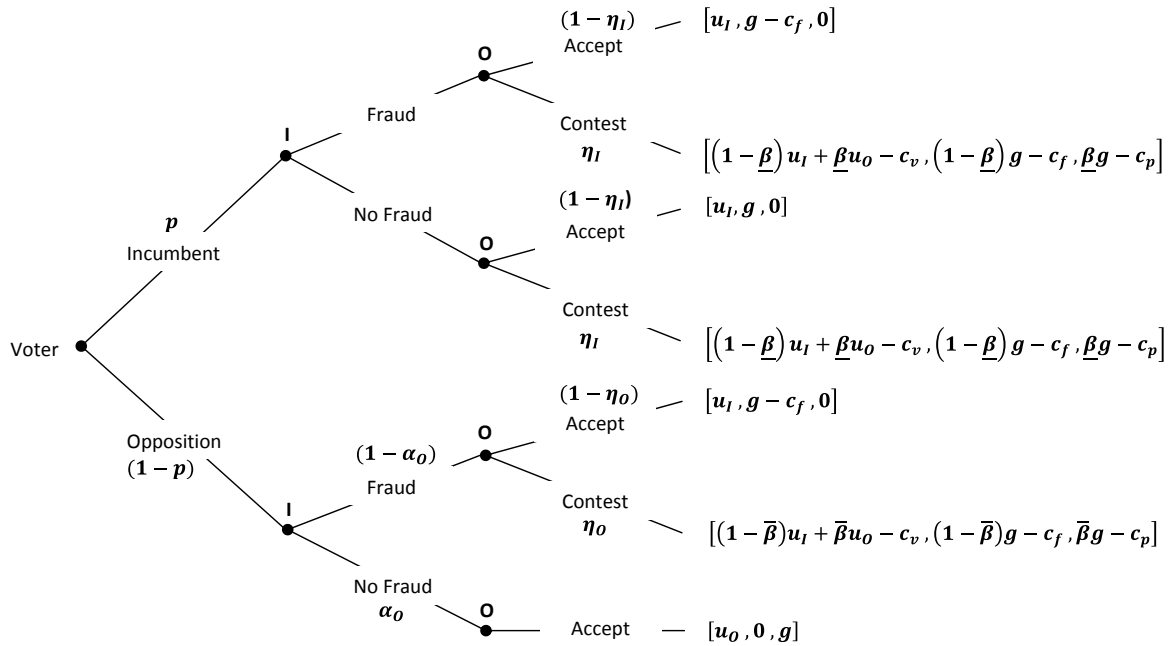 (1 − η_I)
Accept
[u_I , g − c_f , 0]
O
Fraud
Contest
η_I
[(1 − β̲) u_I + β̲u_O − c_v , (1 − β̲) g − c_f , β̲g − c_p]
I
No Fraud
(1 − η_I)
Accept
[u_I, g , 0]
O
p
Incumbent
Contest
η_I
[(1 − β̲) u_I + β̲u_O − c_v , (1 − β̲) g − c_f , β̲g − c_p]
Voter
(1 − η_O)
Accept
[u_I , g − c_f , 0]
Opposition
(1 − p)
(1 − α_O)
Fraud
O
I
Contest
η_O
[(1 − β̅)u_I + β̅u_O − c_v , (1 − β̅)g − c_f , β̅g − c_p]
No Fraud
α_O
O
Accept
[u_O , 0 , g]